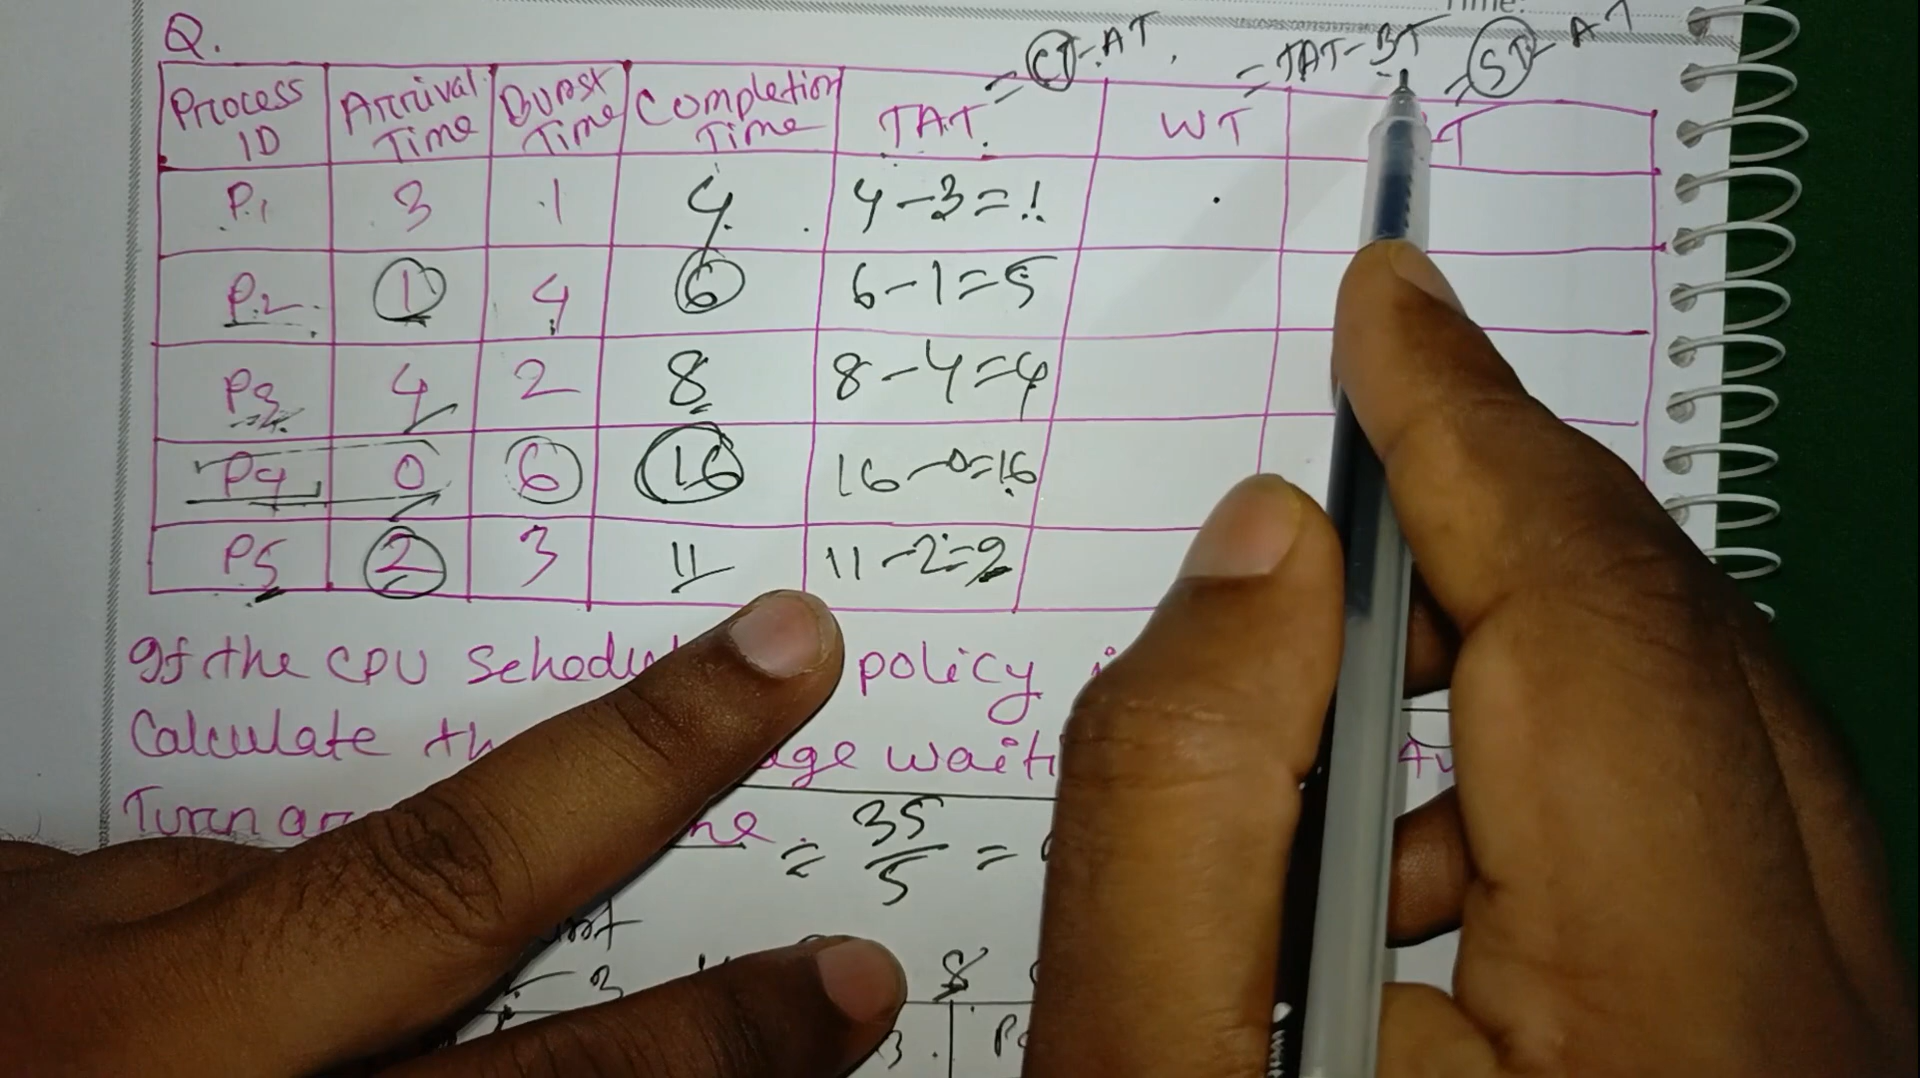 Time:
Q.
= CT - AT = TAT - BT = ST - AT
Process ID Arrival Time Burst Time Completion Time TAT WT
P1 3 1 4 4 - 3 = 1
P2 1 4 6 6 - 1 = 5
P3 4 2 8 8 - 4 = 4
P4 0 6 16 16 - 0 = 16
P5 2 3 11 11 - 2 = 9
If the CPU policy
Calculate
Turn
= 35/5 =
3 8